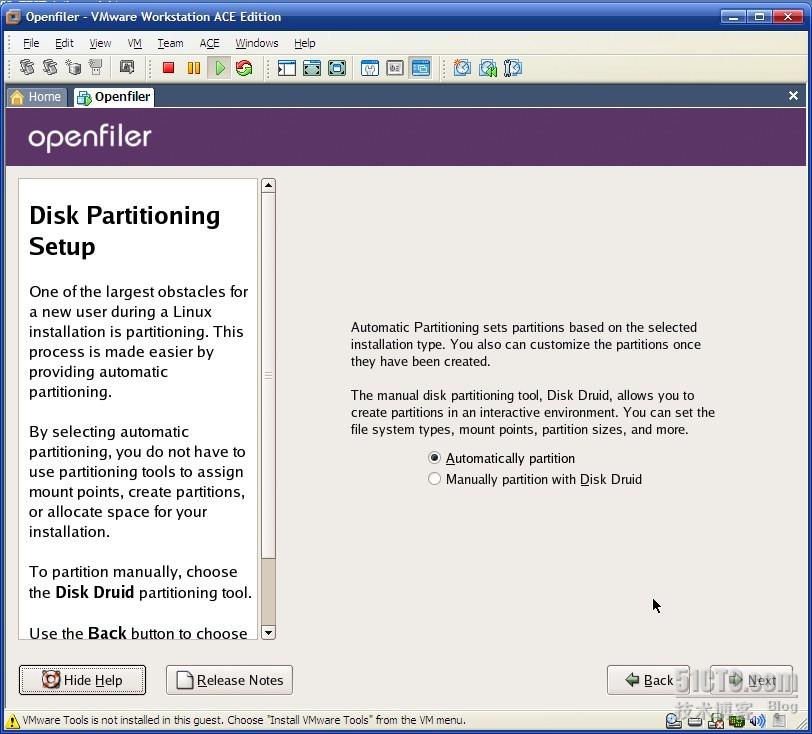 Openfiler - VMware Workstation ACE Edition
File Edit View VM Team ACE Windows Help
Home Openfiler
openfiler
Disk Partitioning
Setup
One of the largest obstacles for
a new user during a Linux
installation is partitioning. This
process is made easier by
providing automatic
partitioning.
By selecting automatic
partitioning, you do not have to
use partitioning tools to assign
mount points, create partitions,
or allocate space for your
installation.
To partition manually, choose
the Disk Druid partitioning tool.
Use the Back button to choose
Automatic Partitioning sets partitions based on the selected
installation type. You also can customize the partitions once
they have been created.
The manual disk partitioning tool, Disk Druid, allows you to
create partitions in an interactive environment. You can set the
file system types, mount points, partition sizes, and more.
Automatically partition
Manually partition with Disk Druid
Hide Help Release Notes Back Next
51CTO.com
技术博客 Blog
VMware Tools is not installed in this guest. Choose "Install VMware Tools" from the VM menu.